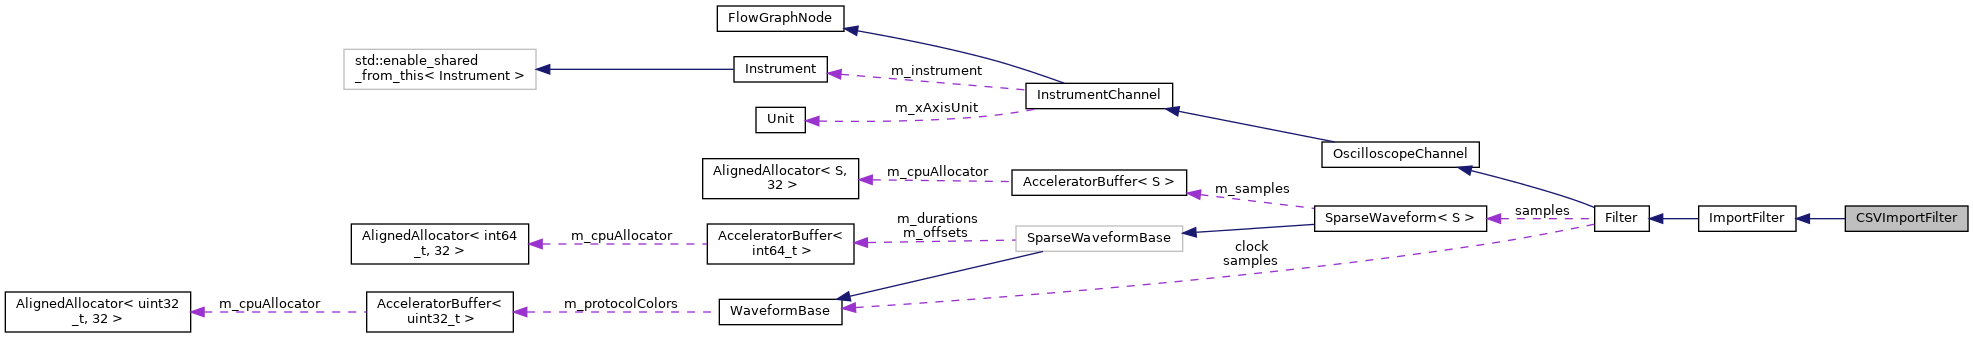 FlowGraphNode
std::enable_shared
_from_this< Instrument >
Instrument
m_instrument
InstrumentChannel
m_xAxisUnit
Unit
OscilloscopeChannel
AlignedAllocator< S,
32 >
m_cpuAllocator
AcceleratorBuffer< S >
m_samples
SparseWaveform< S >
samples
Filter
ImportFilter
CSVImportFilter
AlignedAllocator< int64
_t, 32 >
m_cpuAllocator
AcceleratorBuffer<
int64_t >
m_durations
m_offsets
SparseWaveformBase
clock
samples
AlignedAllocator< uint32
_t, 32 >
m_cpuAllocator
AcceleratorBuffer<
uint32_t >
m_protocolColors
WaveformBase